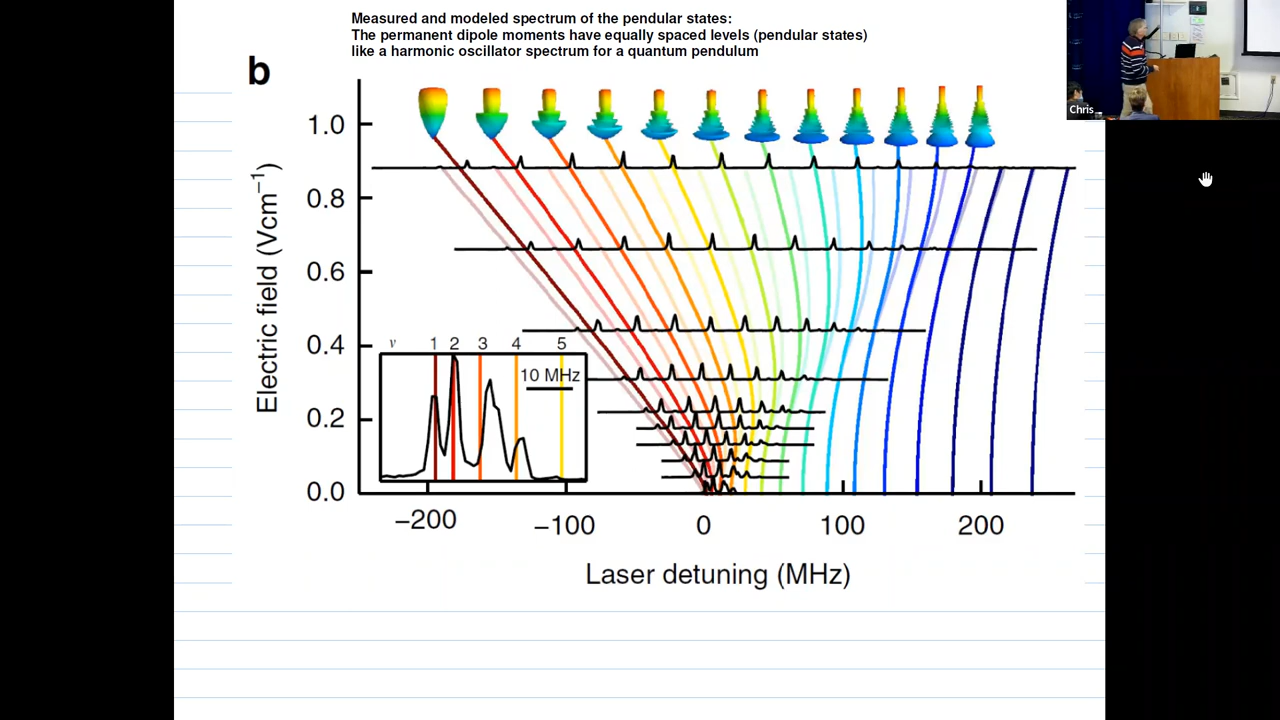 Measured and modeled spectrum of the pendular states:
The permanent dipole moments have equally spaced levels (pendular states)
like a harmonic oscillator spectrum for a quantum pendulum
b
Chris
1.0
0.8
0.6
0.4
0.2
0.0
Electric field (Vcm⁻¹)
v 1 2 3 4 5
10 MHz
−200 −100 0 100 200
Laser detuning (MHz)